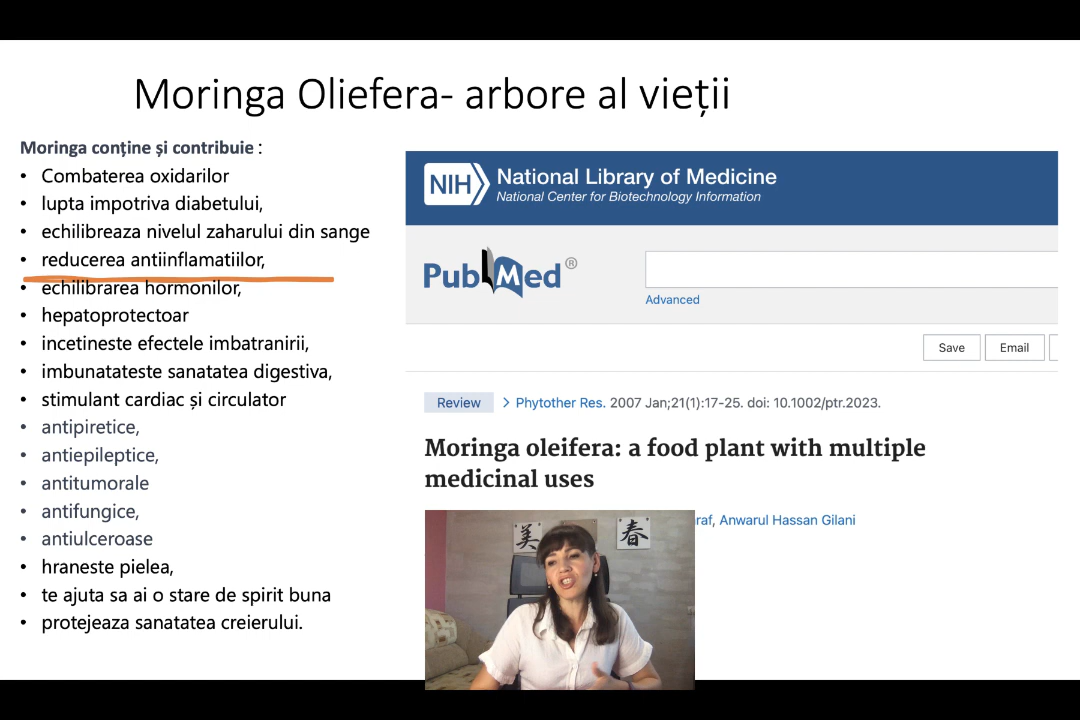 Moringa Oliefera- arbore al vieții
Moringa conține și contribuie :
• Combaterea oxidarilor
• lupta impotriva diabetului,
• echilibreaza nivelul zaharului din sange
• reducerea antiinflamatiilor,
• echilibrarea hormonilor,
• hepatoprotectoar
• incetineste efectele imbatranirii,
• imbunatateste sanatatea digestiva,
• stimulant cardiac și circulator
• antipiretice,
• antiepileptice,
• antitumorale
• antifungice,
• antiulceroase
• hraneste pielea,
• te ajuta sa ai o stare de spirit buna
• protejeaza sanatatea creierului.
NIH National Library of Medicine
National Center for Biotechnology Information
PubMed®
Advanced
Save Email
Review > Phytother Res. 2007 Jan;21(1):17-25. doi: 10.1002/ptr.2023.
Moringa oleifera: a food plant with multiple
medicinal uses
raf, Anwarul Hassan Gilani
美 春